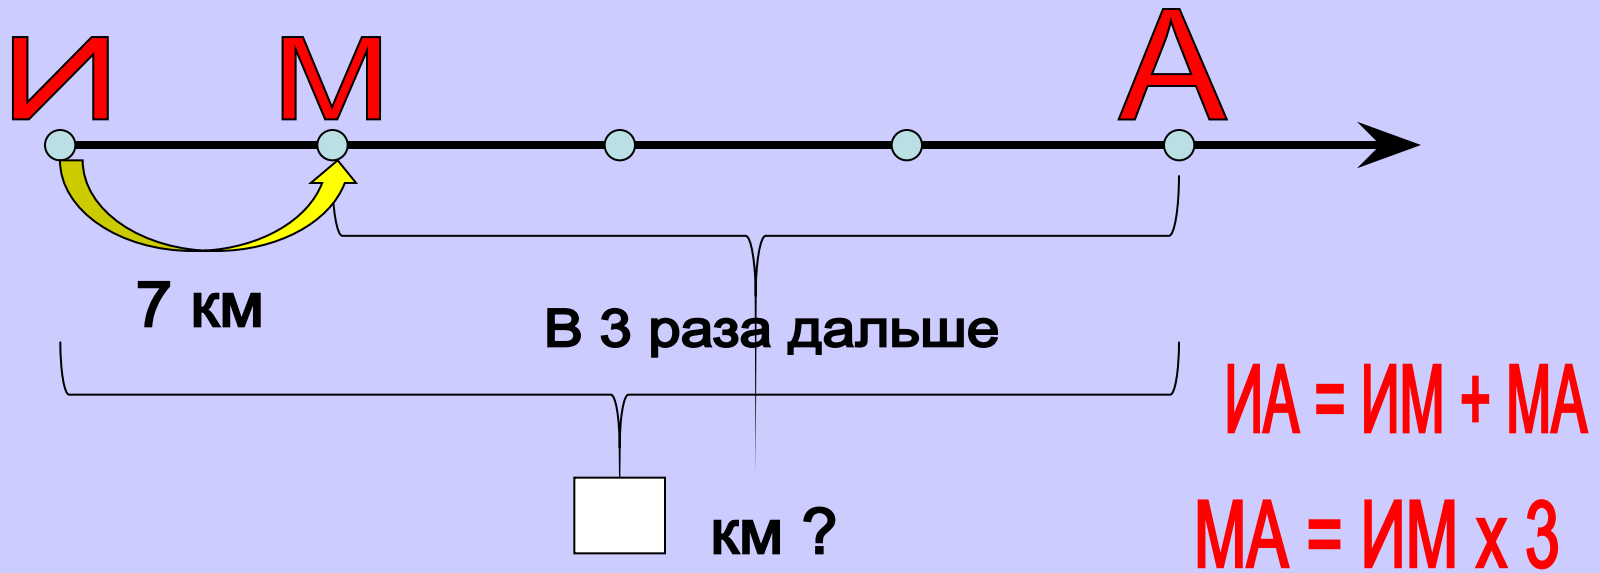 И М А
7 км
В 3 раза дальше
ИА = ИМ + МА
км ?
МА = ИМ х 3